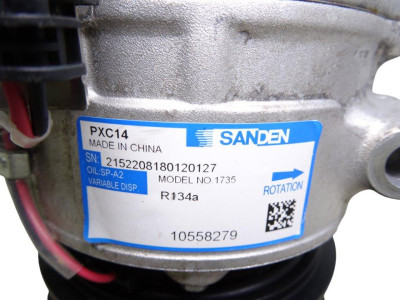 PXC14
MADE IN CHINA
SANDEN
SN: 2152208180120127
OIL:SP-A2
MODEL NO.1735
VARIABLE DISP.
R134a
ROTATION
10558279